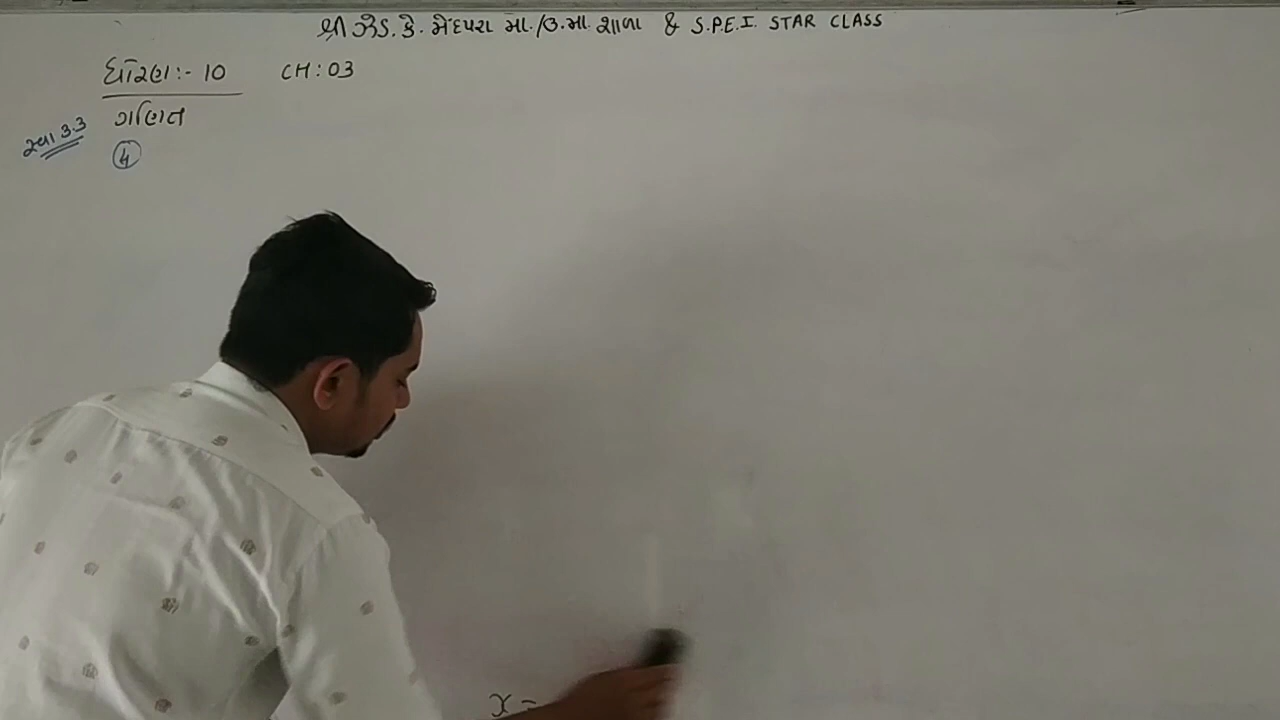 શ્રી ઝેડ. કે. મેંદપરા મા./ઉ.મા. શાળા & S.P.E.I. STAR CLASS
ધોરણ:- 10 CH: 03
ગણિત
સ્વા 3.3
(4)
x =